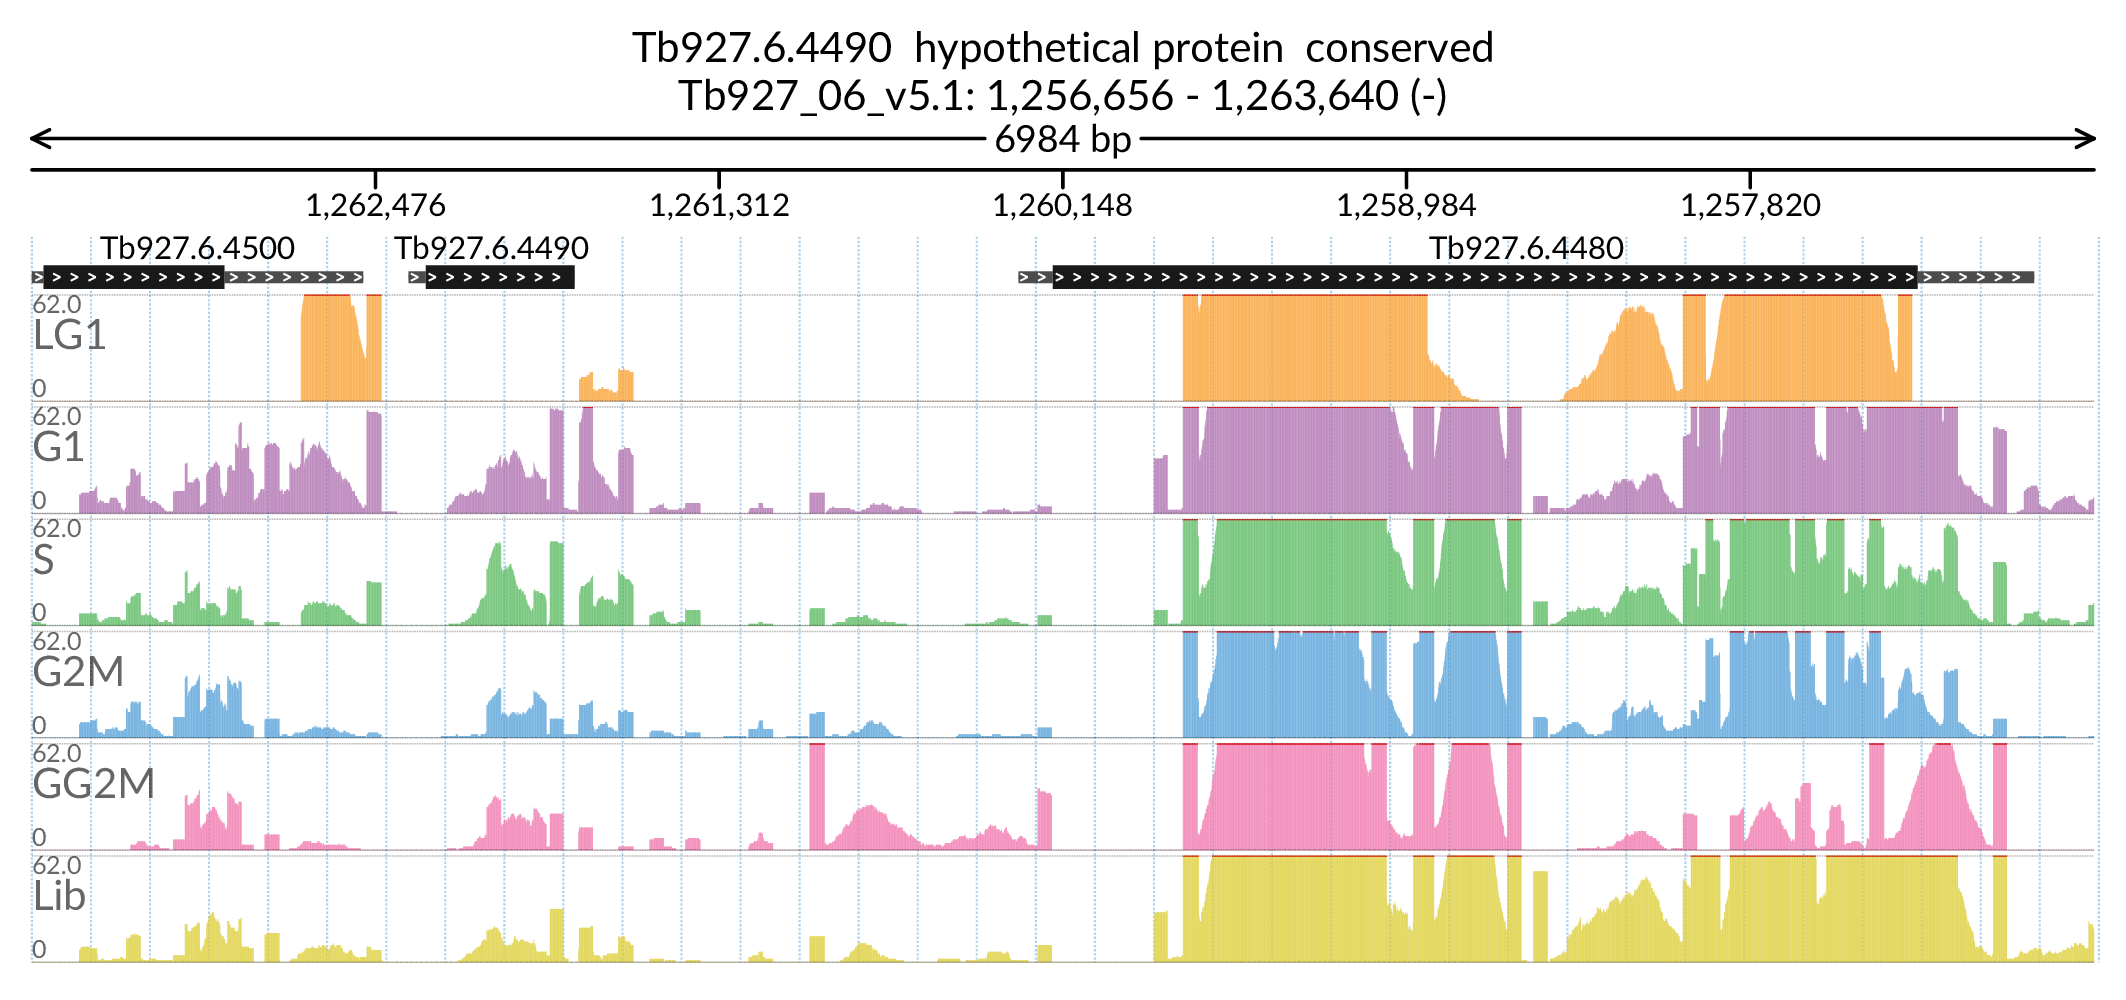 Tb927.6.4490 hypothetical protein conserved
Tb927_06_v5.1: 1,256,656 - 1,263,640 (-)
6984 bp
1,262,476 1,261,312 1,260,148 1,258,984 1,257,820
Tb927.6.4500 Tb927.6.4490 Tb927.6.4480
62.0
LG1
0
62.0
G1
0
62.0
S
0
62.0
G2M
0
62.0
GG2M
0
62.0
Lib
0